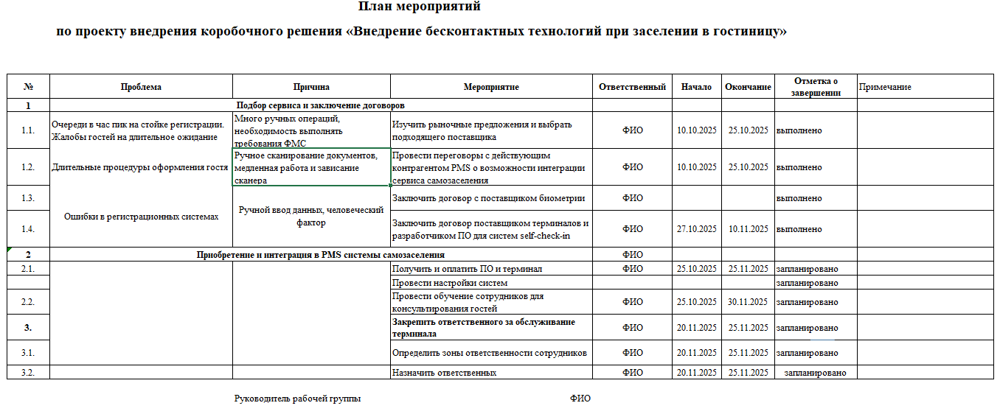 План мероприятий
по проекту внедрения коробочного решения «Внедрение бесконтактных технологий при заселении в гостиницу»
№ Проблема Причина Мероприятие Ответственный Начало Окончание Отметка о завершении Примечание
1 Подбор сервиса и заключение договоров
1.1. Очереди в час пик на стойке регистрации. Жалобы гостей на длительное ожидание Много ручных операций, необходимость выполнять требования ФМС Изучить рыночные предложения и выбрать подходящего поставщика ФИО 10.10.2025 25.10.2025 выполнено
1.2. Длительные процедуры оформления гостя Ручное сканирование документов, медленная работа и зависание сканера Провести переговоры с действующим контрагентом PMS о возможности интеграции сервиса самозаселения ФИО 10.10.2025 25.10.2025 выполнено
1.3. Ошибки в регистрационных системах Ручной ввод данных, человеческий фактор Заключить договор с поставщиком биометрии ФИО выполнено
1.4. Заключить договор поставщиком терминалов и разработчиком ПО для систем self-check-in ФИО 27.10.2025 10.11.2025 выполнено
2 Приобретение и интеграция в PMS системы самозаселения ФИО
2.1. Получить и оплатить ПО и терминал ФИО 25.10.2025 25.11.2025 запланировано
Провести настройки систем запланировано
2.2. Провести обучение сотрудников для консультирования гостей ФИО 25.10.2025 30.11.2025 запланировано
3. Закрепить ответственного за обслуживание терминала ФИО 20.11.2025 25.11.2025 запланировано
3.1. Определить зоны ответственности сотрудников ФИО 20.11.2025 25.11.2025 запланировано
3.2. Назначить ответственных ФИО 20.11.2025 25.11.2025 запланировано
Руководитель рабочей группы ФИО